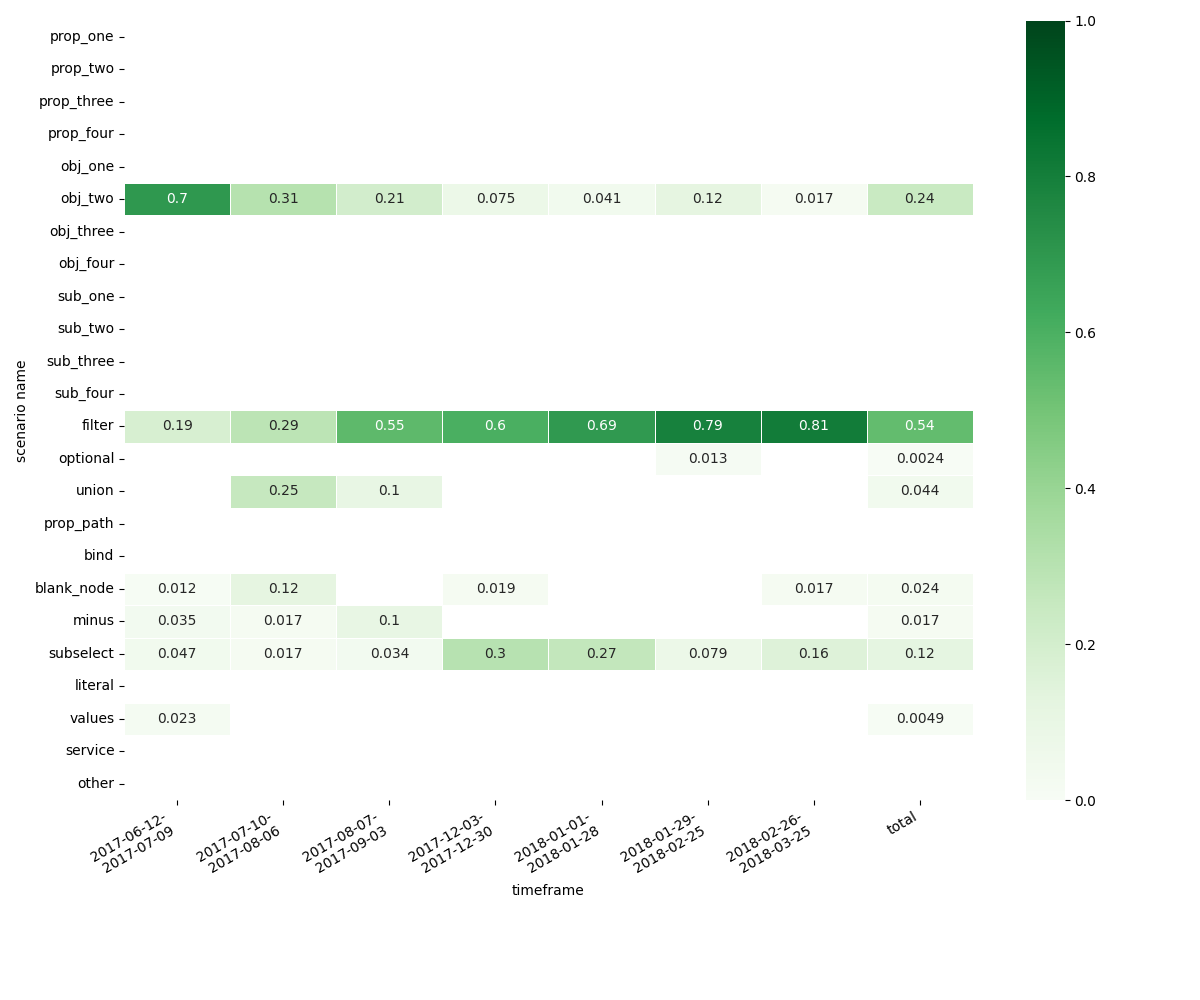 prop_one
prop_two
prop_three
prop_four
obj_one
obj_two 0.7 0.31 0.21 0.075 0.041 0.12 0.017 0.24
obj_three
obj_four
sub_one
sub_two
sub_three
sub_four
filter 0.19 0.29 0.55 0.6 0.69 0.79 0.81 0.54
optional 0.013 0.0024
union 0.25 0.1 0.044
prop_path
bind
blank_node 0.012 0.12 0.019 0.017 0.024
minus 0.035 0.017 0.1 0.017
subselect 0.047 0.017 0.034 0.3 0.27 0.079 0.16 0.12
literal
values 0.023 0.0049
service
other
scenario name
2017-06-12-
2017-07-09
2017-07-10-
2017-08-06
2017-08-07-
2017-09-03
2017-12-03-
2017-12-30
2018-01-01-
2018-01-28
2018-01-29-
2018-02-25
2018-02-26-
2018-03-25
total
timeframe
1.0
0.8
0.6
0.4
0.2
0.0